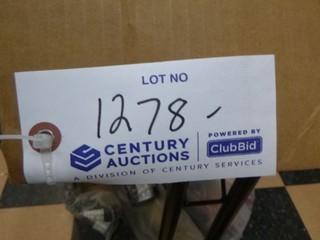 LOT NO
1278-
CENTURY
AUCTIONS
POWERED BY
ClubBid
A DIVISION OF CENTURY SERVICES